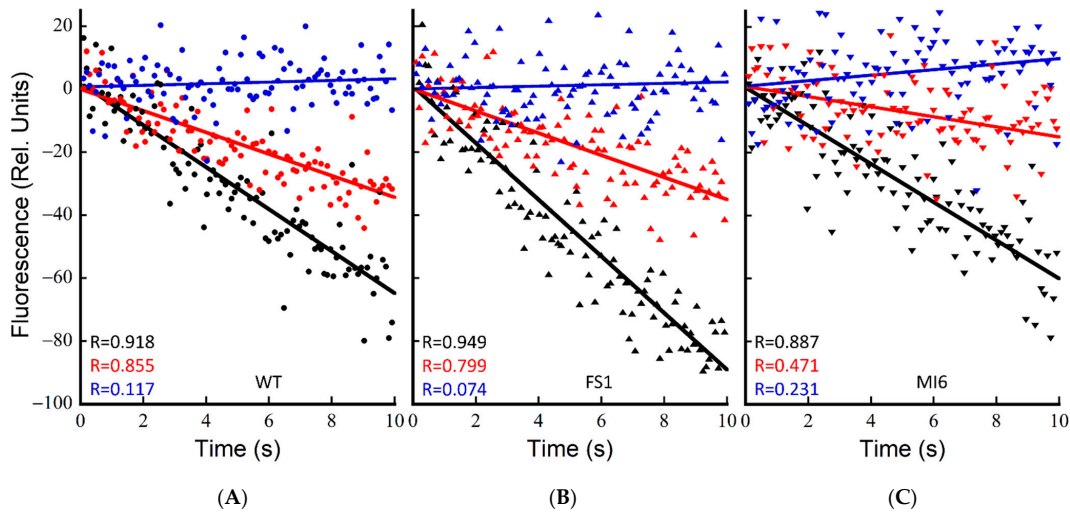 Fluorescence (Rel. Units)
20
0
−20
−40
−60
−80
−100
R=0.918
R=0.855
R=0.117
WT
0 2 4 6 8 10
Time (s)
(A)
R=0.949
R=0.799
R=0.074
FS1
0 2 4 6 8 10
Time (s)
(B)
R=0.887
R=0.471
R=0.231
MI6
0 2 4 6 8 10
Time (s)
(C)